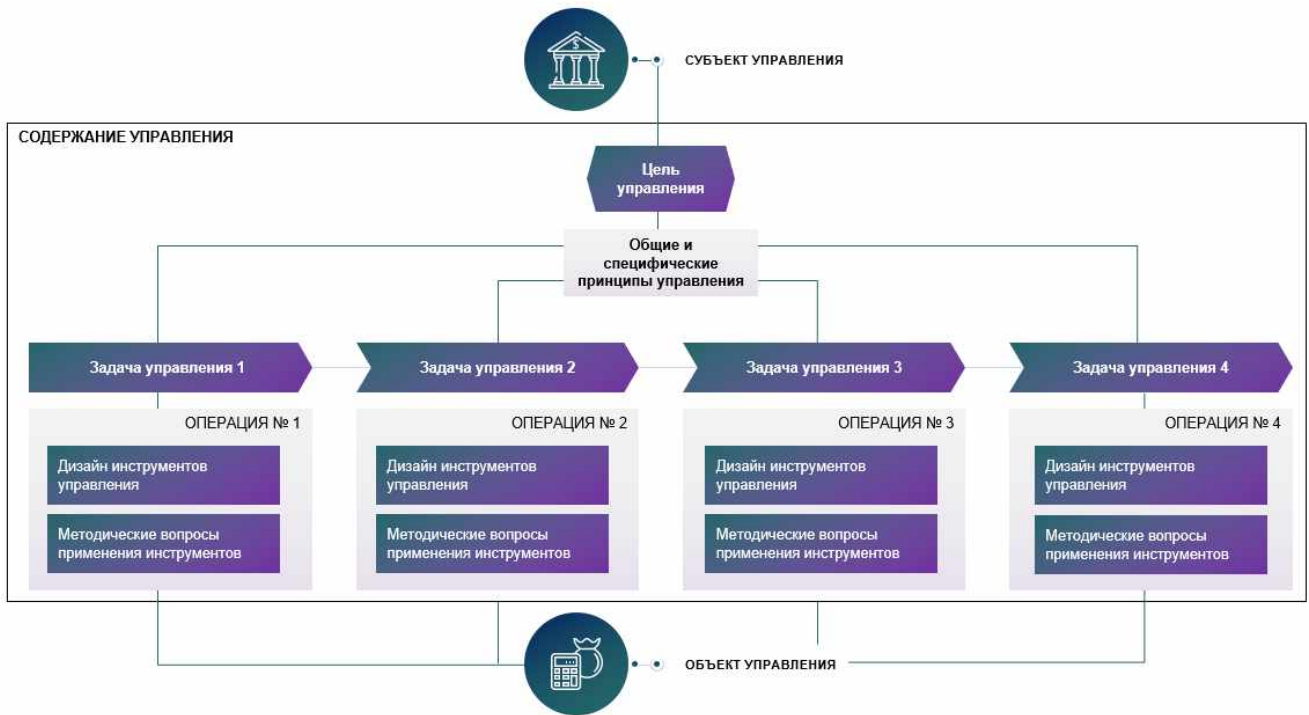 СУБЪЕКТ УПРАВЛЕНИЯ
СОДЕРЖАНИЕ УПРАВЛЕНИЯ
Цель
управления
Общие и
специфические
принципы управления
Задача управления 1
Задача управления 2
Задача управления 3
Задача управления 4
ОПЕРАЦИЯ № 1
Дизайн инструментов
управления
Методические вопросы
применения инструментов
ОПЕРАЦИЯ № 2
Дизайн инструментов
управления
Методические вопросы
применения инструментов
ОПЕРАЦИЯ № 3
Дизайн инструментов
управления
Методические вопросы
применения инструментов
ОПЕРАЦИЯ № 4
Дизайн инструментов
управления
Методические вопросы
применения инструментов
ОБЪЕКТ УПРАВЛЕНИЯ